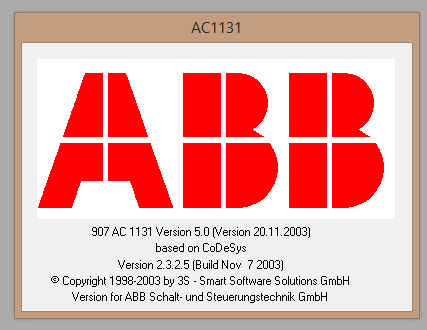 AC1131
ABB
907 AC 1131 Version 5.0 (Version 20.11.2003)
based on CoDeSys
Version 2.3.2.5 (Build Nov  7 2003)
© Copyright 1998-2003 by 3S - Smart Software Solutions GmbH
Version for ABB Schalt- und Steuerungstechnik GmbH